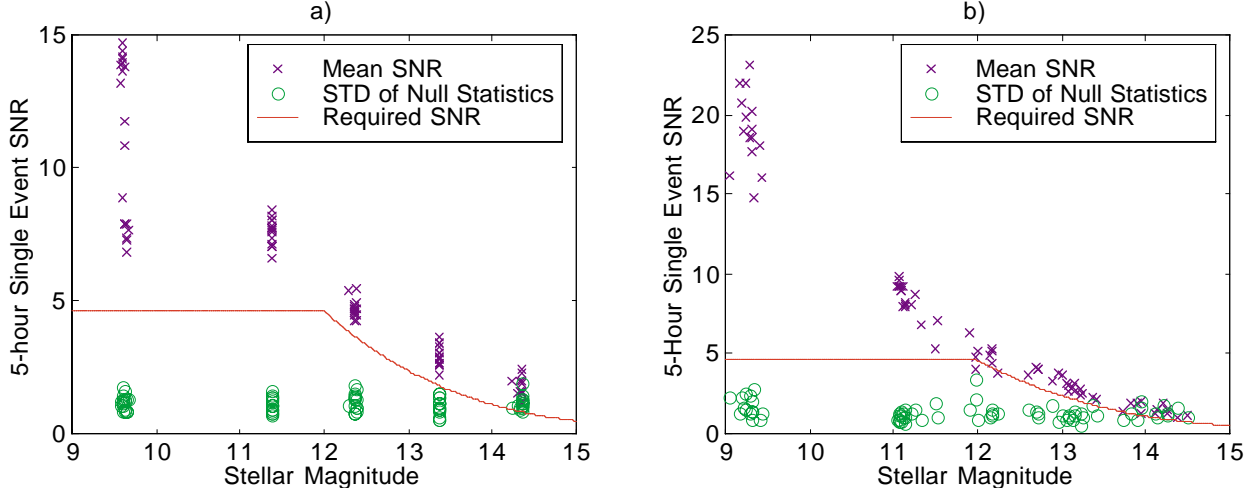 a)
5-hour Single Event SNR
15
10
5
0
Mean SNR
STD of Null Statistics
Required SNR
9 10 11 12 13 14 15
Stellar Magnitude
b)
5-Hour Single Event SNR
25
20
15
10
5
0
Mean SNR
STD of Null Statistics
Required SNR
9 10 11 12 13 14 15
Stellar Magnitude